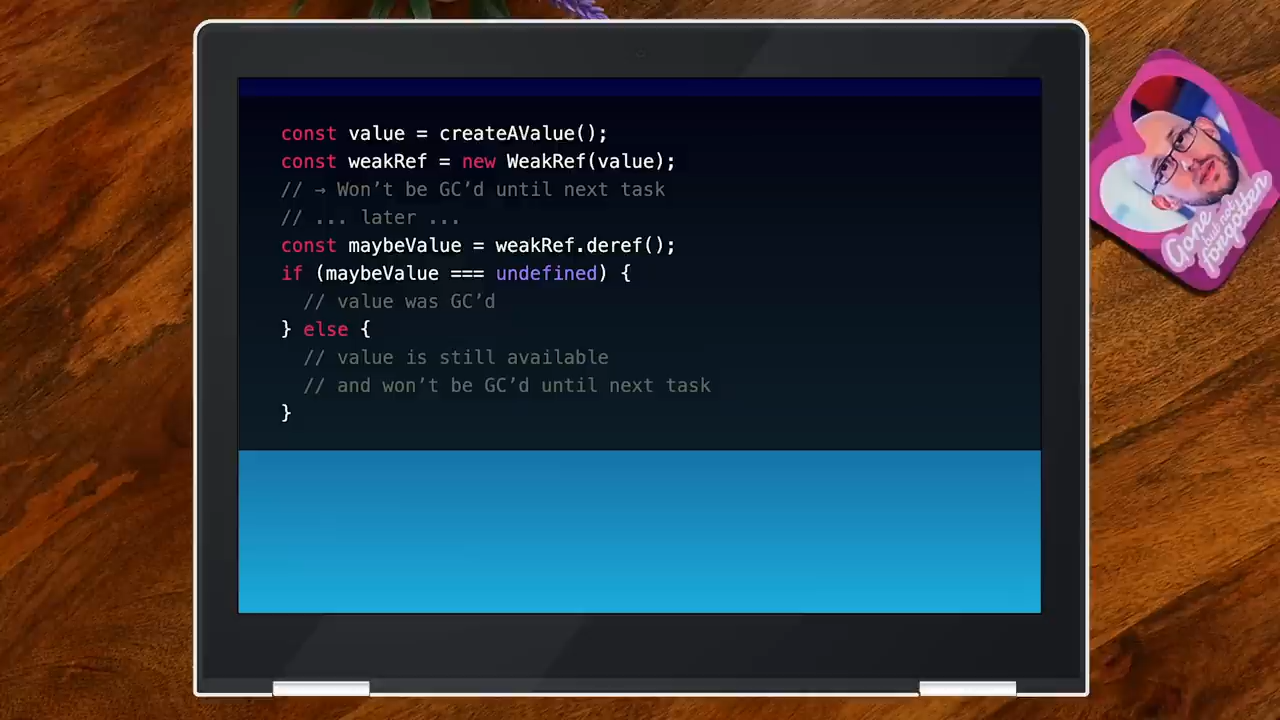 const value = createAValue();
const weakRef = new WeakRef(value);
// → Won’t be GC’d until next task
// ... later ...
const maybeValue = weakRef.deref();
if (maybeValue === undefined) {
  // value was GC’d
} else {
  // value is still available
  // and won’t be GC’d until next task
}
Gone
but not
forgotten